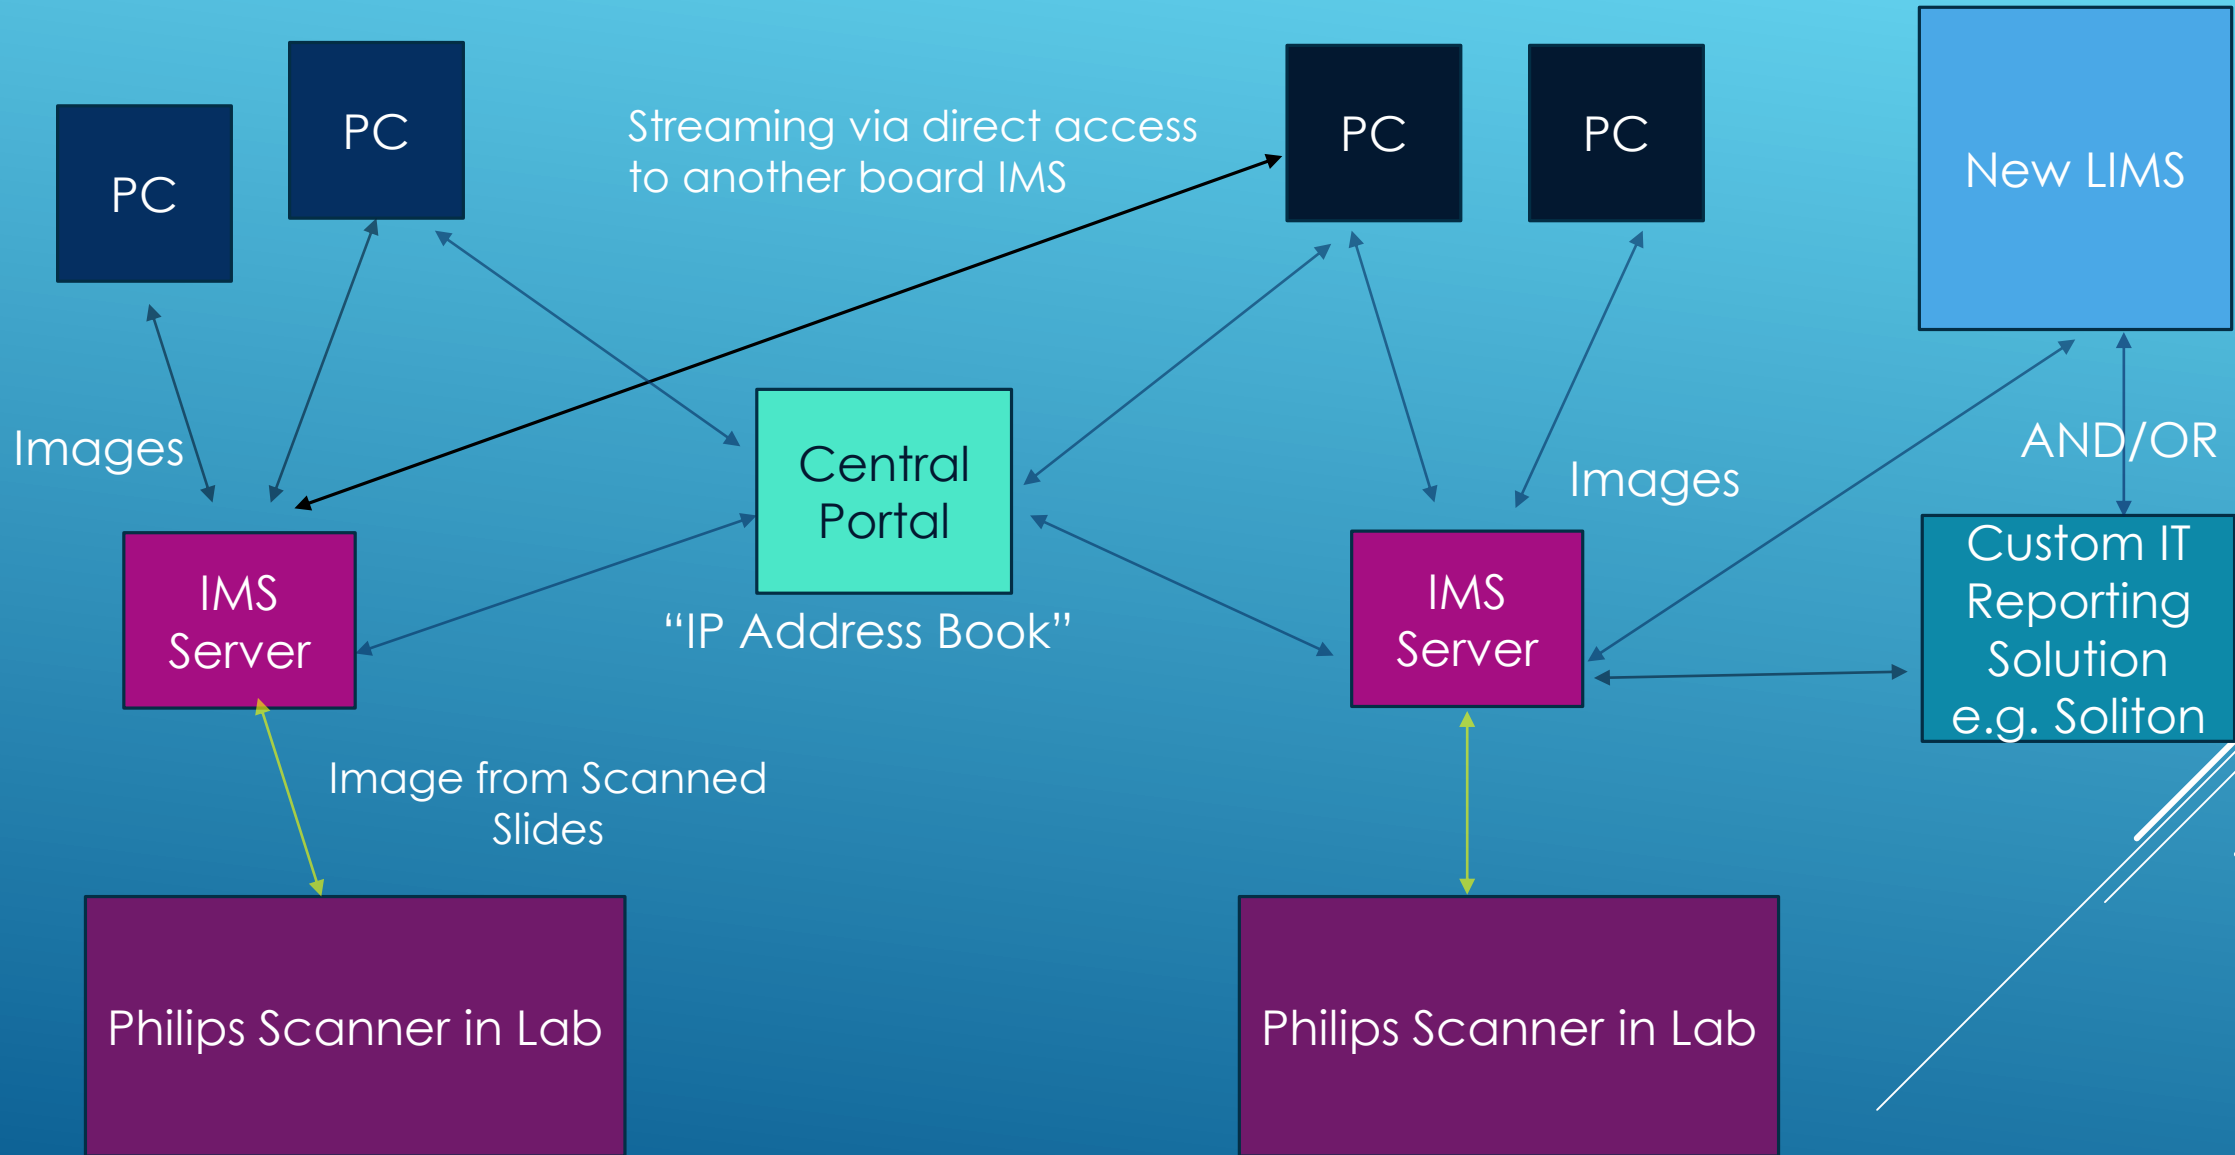 PC
PC
Streaming via direct access
to another board IMS
PC
PC
New LIMS
Images
Central
Portal
Images
AND/OR
IMS
Server
“IP Address Book”
IMS
Server
Custom IT
Reporting
Solution
e.g. Soliton
Image from Scanned
Slides
Philips Scanner in Lab
Philips Scanner in Lab